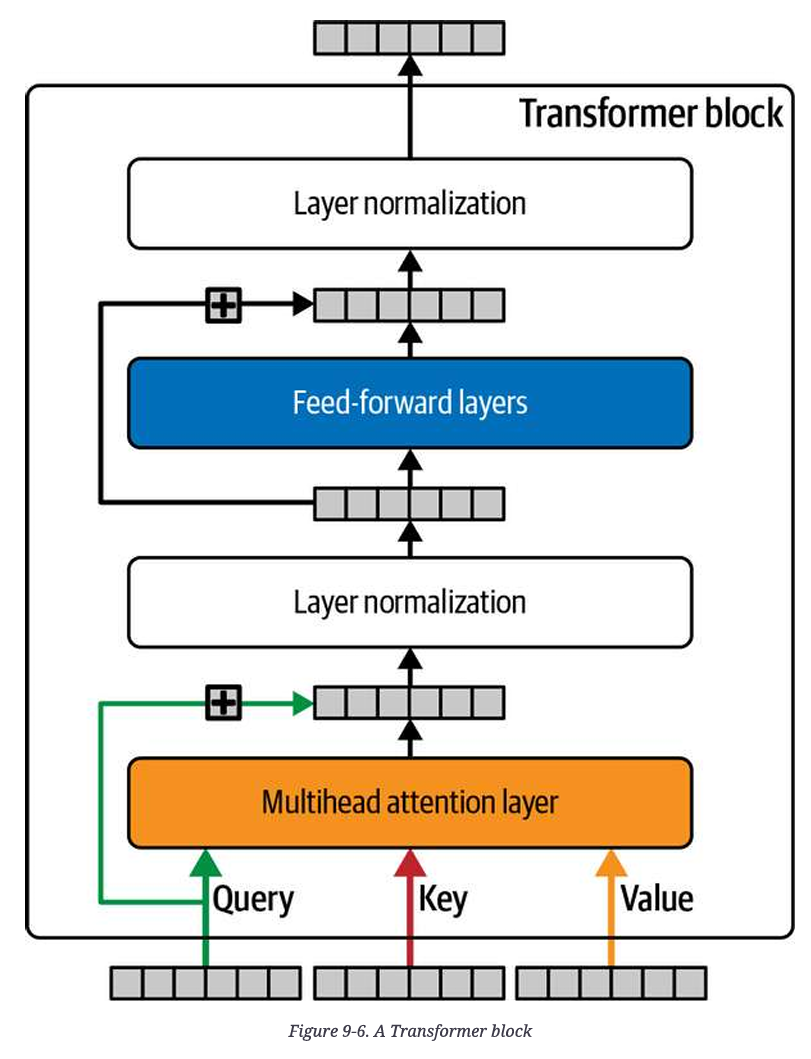 Transformer block
Layer normalization
+
Feed-forward layers
Layer normalization
+
Multihead attention layer
Query Key Value
Figure 9-6. A Transformer block